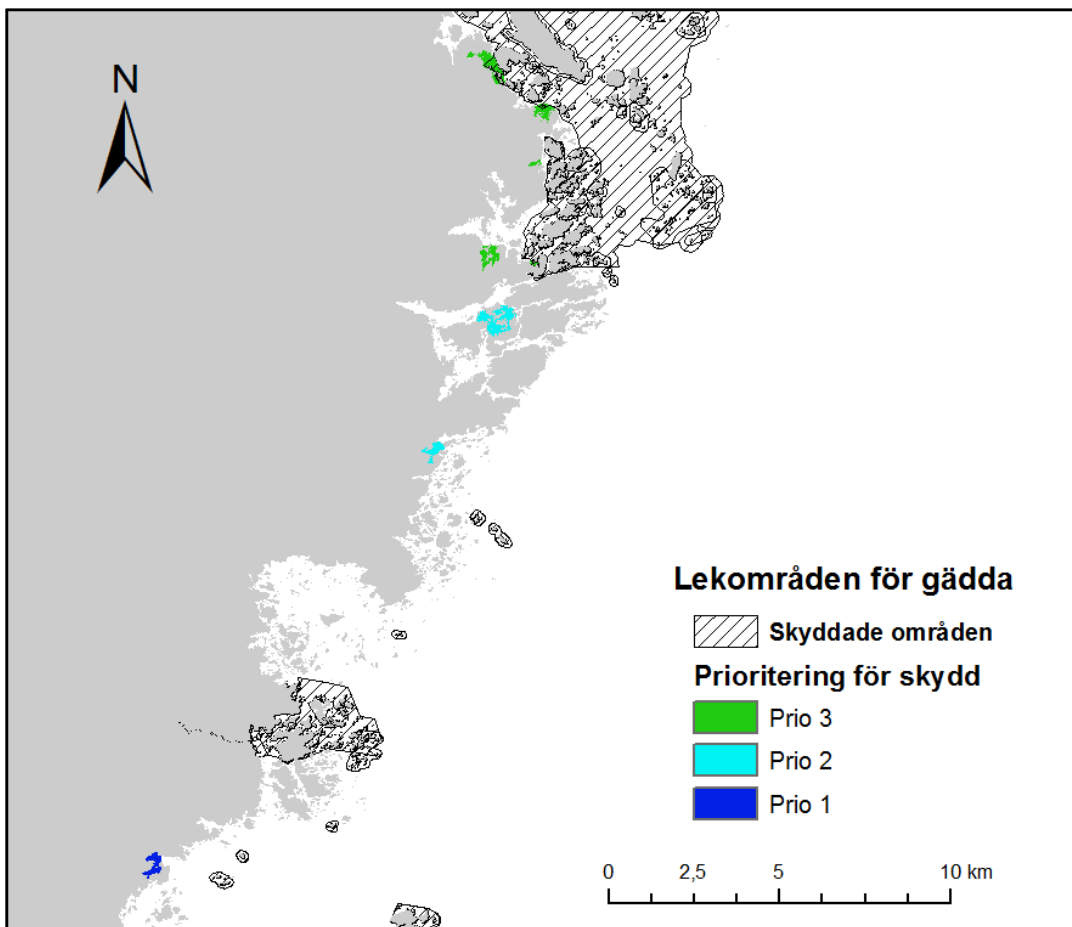 N
Lekområden för gädda
Skyddade områden
Prioritering för skydd
Prio 3
Prio 2
Prio 1
0 2,5 5 10 km